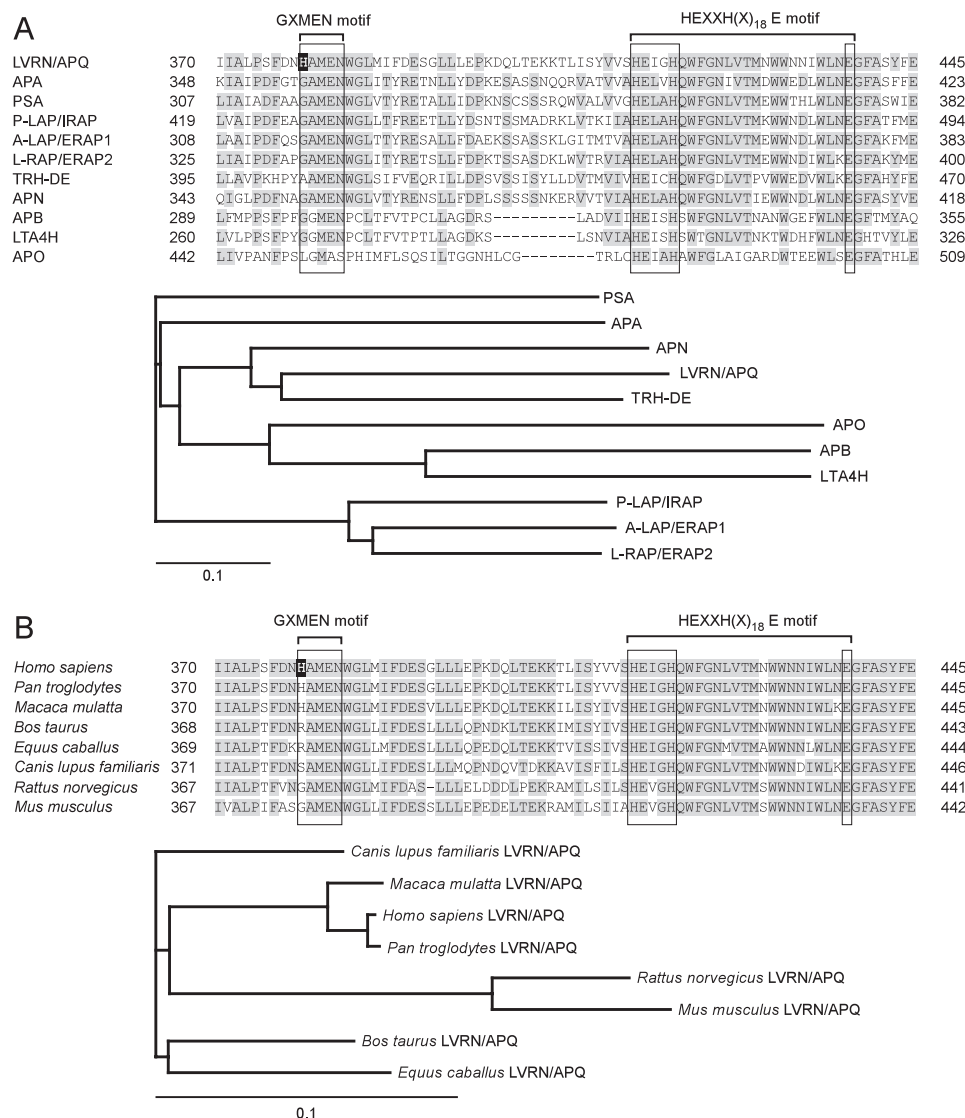 A
GXMEN motif HEXXH(X)18 E motif
LVRN/APQ 370 IIALPSFDNHAMENWGLMIFDESGLLLEPKDQLTEKKTLISYVVSHEIGHQWFGNLVTMNWWNNIWLNEGFASYFE 445
APA 348 KIAIPDFGTGAMENWGLITYRETNLLYDPKESASSNQQRVATVVAHELVHQWFGNIVTMDWWEDLWLNEGFASFFE 423
PSA 307 LIAIADFAAGAMENWGLVTYRETALLIDPKNSCSSSRQWVALVVGHELAHQWFGNLVTMEWWTHLWLNEGFASWIE 382
P-LAP/IRAP 419 LVAIPDFEAGAMENWGLLTFREETLLYDSNTSSMADRKLVTKIIAHELAHQWFGNLVTMKWWNDLWLNEGFATFME 494
A-LAP/ERAP1 308 LAAIPDFQSGAMENWGLTTYRESALLFDAEKSSASSKLGITMTVAHELAHQWFGNLVTMEWWNDLWLNEGFAKFME 383
L-RAP/ERAP2 325 LIAIPDFAPGAMENWGLITYRETSLLFDPKTSSASDKLWVTRVIAHELAHQWFGNLVTMEWWNDIWLNEGFAKYME 400
TRH-DE 395 LLAVPKHPYAAMENWGLSIFVEQRILLDPSVSSISYLLDVTMVIVHEICHQWFGDLVTPVWWEDVWLKEGFAHYFE 470
APN 343 QIGLPDFNAGAMENWGLVTYRENSLLFDPLSSSSSNKERVVTVIAHELAHQWFGNLVTIEWWNDLWLNEGFASYVE 418
APB 289 LFMPPSFPFGGMENPCLTFVTPCLLAGDRS---------LADVIIHEISHSWFGNLVTNANWGEFWLNEGFTMYAQ 355
LTA4H 260 LVLPPSFPYGGMENPCLTFVTPTLLAGDKS---------LSNVIAHEISHSWTGNLVTNKTWDHFWLNEGHTVYLE 326
APO 442 LIVPANFPSLGMASPHIMFLSQSILTGGNHLCG--------TRLCHEIAHAWFGLAIGARDWTEEWLSEGFATHLE 509
PSA
APA
APN
LVRN/APQ
TRH-DE
APO
APB
LTA4H
P-LAP/IRAP
A-LAP/ERAP1
L-RAP/ERAP2
0.1
B
GXMEN motif HEXXH(X)18 E motif
Homo sapiens 370 IIALPSFDNHAMENWGLMIFDESGLLLEPKDQLTEKKTLISYVVSHEIGHQWFGNLVTMNWWNNIWLNEGFASYFE 445
Pan troglodytes 370 IIALPSFDNHAMENWGLMIFDESGLLLEPKDQLTEKKTLISYVVSHEIGHQWFGNLVTMNWWNNIWLNEGFASYFE 445
Macaca mulatta 370 IIALPSFDNHAMENWGLMIFDESGLLLEPKDQLTEKKTLISYIVSHEIGHQWFGNLVTMNWWNNIWLKEGFASYFE 445
Bos taurus 368 IIALPTFDNRAMENWGLMIFDESLLLLQPNDKLTEKKIMISYIVSHEIGHQWFGNLVTMNWWNNIWLNEGFASYFE 443
Equus caballus 369 IIALPTFDKRAMENWGLLMFDESLLLLQPEDQLTEKKTVISSIVSHEIGHQWFGNMVTMAWWNNLWLNEGFASYFE 444
Canis lupus familiaris 371 IIALPTFDNSAMENWGLMIFDESLLLMQPNDQVTDKKAVISFILSHEIGHQWFGNLVTMNWWNDIWLKEGFASYFE 446
Rattus norvegicus 367 IIALPTFVNGAMENWGLIMFDAS-LLLELDDDLPEKRAMILSILSHEVGHQWFGNLVTMSWWNNIWLNEGFASYFE 441
Mus musculus 367 IVALPIFASGAMENWGLLIFDESSLLLEPEDELTEKRAMILSIIAHEVGHQWFGNLVTMSWWNNIWLNEGFASYFE 442
Canis lupus familiaris LVRN/APQ
Macaca mulatta LVRN/APQ
Homo sapiens LVRN/APQ
Pan troglodytes LVRN/APQ
Rattus norvegicus LVRN/APQ
Mus musculus LVRN/APQ
Bos taurus LVRN/APQ
Equus caballus LVRN/APQ
0.1